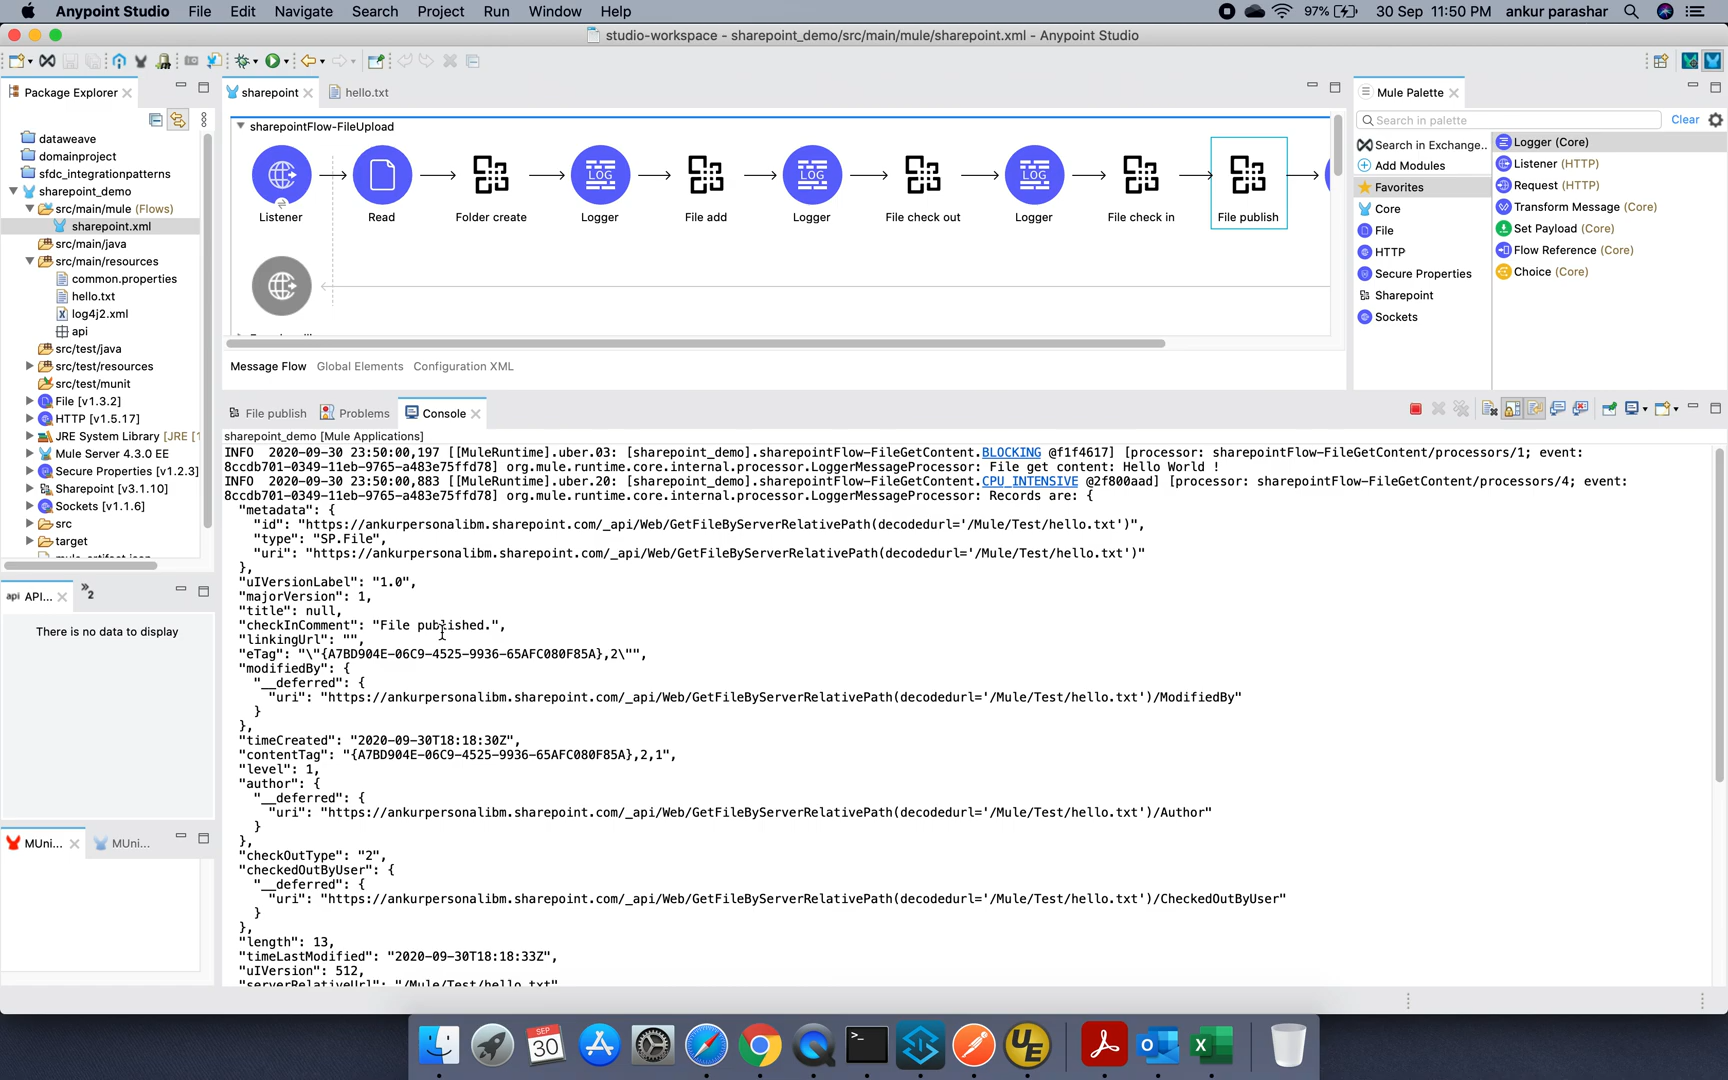 Anypoint Studio File Edit Navigate Search Project Run Window Help 97% 30 Sep 11:50 PM ankur parashar
studio-workspace - sharepoint_demo/src/main/mule/sharepoint.xml - Anypoint Studio
Package Explorer
dataweave
domainproject
sfdc_integrationpatterns
sharepoint_demo
src/main/mule (Flows)
sharepoint.xml
src/main/java
src/main/resources
common.properties
hello.txt
log4j2.xml
api
src/test/java
src/test/resources
src/test/munit
File [v1.3.2]
HTTP [v1.5.17]
JRE System Library [JRE [1
Mule Server 4.3.0 EE
Secure Properties [v1.2.3]
Sharepoint [v3.1.10]
Sockets [v1.1.6]
src
target
api API... 2
There is no data to display
MUni... MUni...
sharepoint hello.txt
sharepointFlow-FileUpload
LOG LOG LOG
Listener Read Folder create Logger File add Logger File check out Logger File check in File publish
Message Flow Global Elements Configuration XML
Mule Palette
Search in palette Clear
Search in Exchange..
Add Modules
Favorites
Core
File
HTTP
Secure Properties
Sharepoint
Sockets
Logger (Core)
Listener (HTTP)
Request (HTTP)
Transform Message (Core)
Set Payload (Core)
Flow Reference (Core)
Choice (Core)
File publish Problems Console
sharepoint_demo [Mule Applications]
INFO 2020-09-30 23:50:00,197 [[MuleRuntime].uber.03: [sharepoint_demo].sharepointFlow-FileGetContent.BLOCKING @f1f4617] [processor: sharepointFlow-FileGetContent/processors/1; event:
8ccdb701-0349-11eb-9765-a483e75ffd78] org.mule.runtime.core.internal.processor.LoggerMessageProcessor: File get content: Hello World !
INFO 2020-09-30 23:50:00,883 [[MuleRuntime].uber.20: [sharepoint_demo].sharepointFlow-FileGetContent.CPU_INTENSIVE @2f800aad] [processor: sharepointFlow-FileGetContent/processors/4; event:
8ccdb701-0349-11eb-9765-a483e75ffd78] org.mule.runtime.core.internal.processor.LoggerMessageProcessor: Records are: {
"metadata": {
"id": "https://ankurpersonalibm.sharepoint.com/_api/Web/GetFileByServerRelativePath(decodedurl='/Mule/Test/hello.txt')",
"type": "SP.File",
"uri": "https://ankurpersonalibm.sharepoint.com/_api/Web/GetFileByServerRelativePath(decodedurl='/Mule/Test/hello.txt')"
},
"uIVersionLabel": "1.0",
"majorVersion": 1,
"title": null,
"checkInComment": "File published.",
"linkingUrl": "",
"eTag": "\"{A7BD904E-06C9-4525-9936-65AFC080F85A},2\"",
"modifiedBy": {
"__deferred": {
"uri": "https://ankurpersonalibm.sharepoint.com/_api/Web/GetFileByServerRelativePath(decodedurl='/Mule/Test/hello.txt')/ModifiedBy"
}
},
"timeCreated": "2020-09-30T18:18:30Z",
"contentTag": "{A7BD904E-06C9-4525-9936-65AFC080F85A},2,1",
"level": 1,
"author": {
"__deferred": {
"uri": "https://ankurpersonalibm.sharepoint.com/_api/Web/GetFileByServerRelativePath(decodedurl='/Mule/Test/hello.txt')/Author"
}
},
"checkOutType": "2",
"checkedOutByUser": {
"__deferred": {
"uri": "https://ankurpersonalibm.sharepoint.com/_api/Web/GetFileByServerRelativePath(decodedurl='/Mule/Test/hello.txt')/CheckedOutByUser"
}
},
"length": 13,
"timeLastModified": "2020-09-30T18:18:33Z",
"uIVersion": 512,
"serverRelativeUrl": "/Mule/Test/hello.txt"
SEP
30
UE